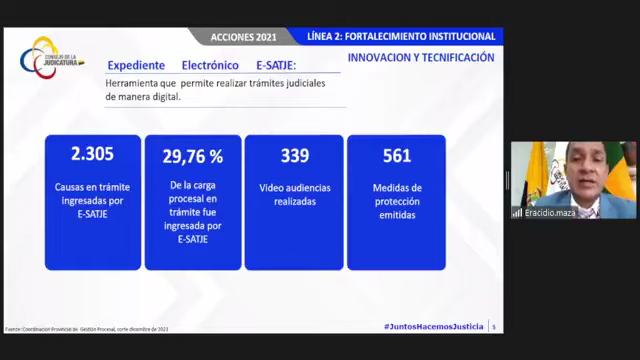 ACCIONES 2021
LÍNEA 2: FORTALECIMIENTO INSTITUCIONAL
CONSEJO DE LA
JUDICATURA
INNOVACION Y TECNIFICACIÓN
Expediente Electrónico E-SATJE:
Herramienta que permite realizar trámites judiciales
de manera digital.
2.305
Causas en trámite
ingresadas por
E-SATJE
29,76 %
De la carga
procesal en
trámite fue
ingresada por
E-SATJE
339
Video audiencias
realizadas
561
Medidas de
protección
emitidas
Eracidio.maza
Fuente: Coordinación Provincial de Gestión Procesal, corte diciembre de 2021
#JuntosHacemosJusticia
5